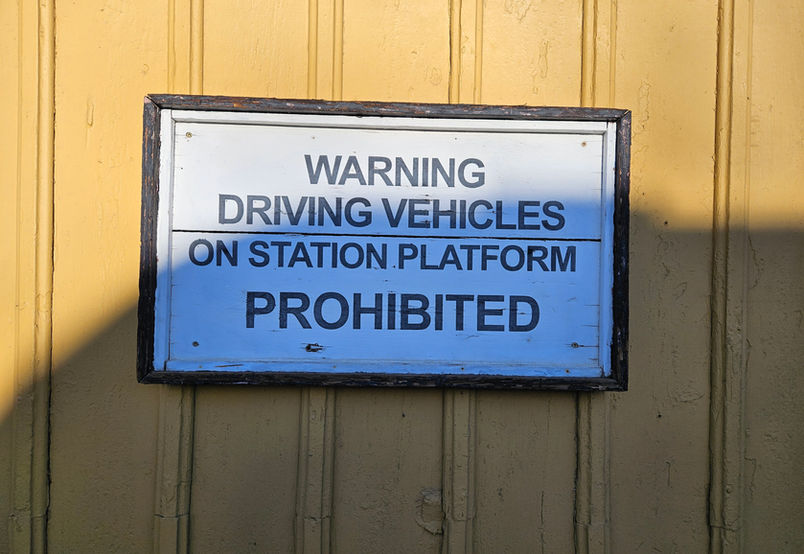 WARNING
DRIVING VEHICLES
ON STATION PLATFORM
PROHIBITED